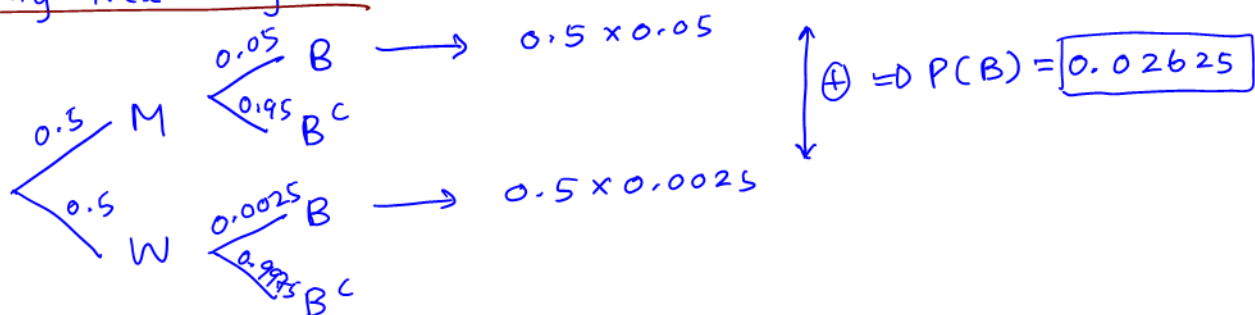 0.05 B → 0.5 × 0.05
⊕ ⇒ P(B) = 0.02625
0.5 M 0.95 B^C
0.5 W 0.0025 B → 0.5 × 0.0025
0.9975 B^C